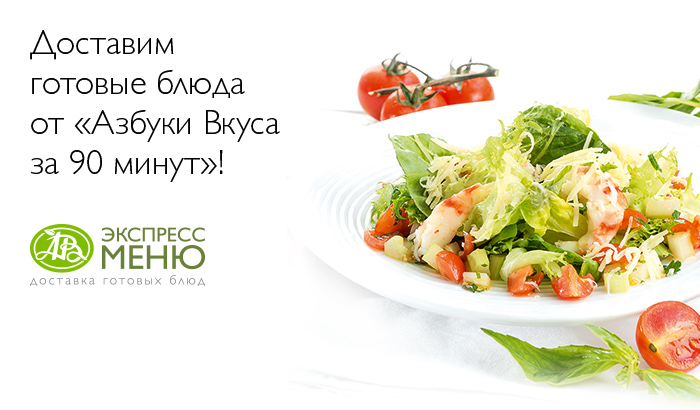 Доставим
готовые блюда
от «Азбуки Вкуса
за 90 минут»!
АВ ЭКСПРЕСС
МЕНЮ
доставка готовых блюд